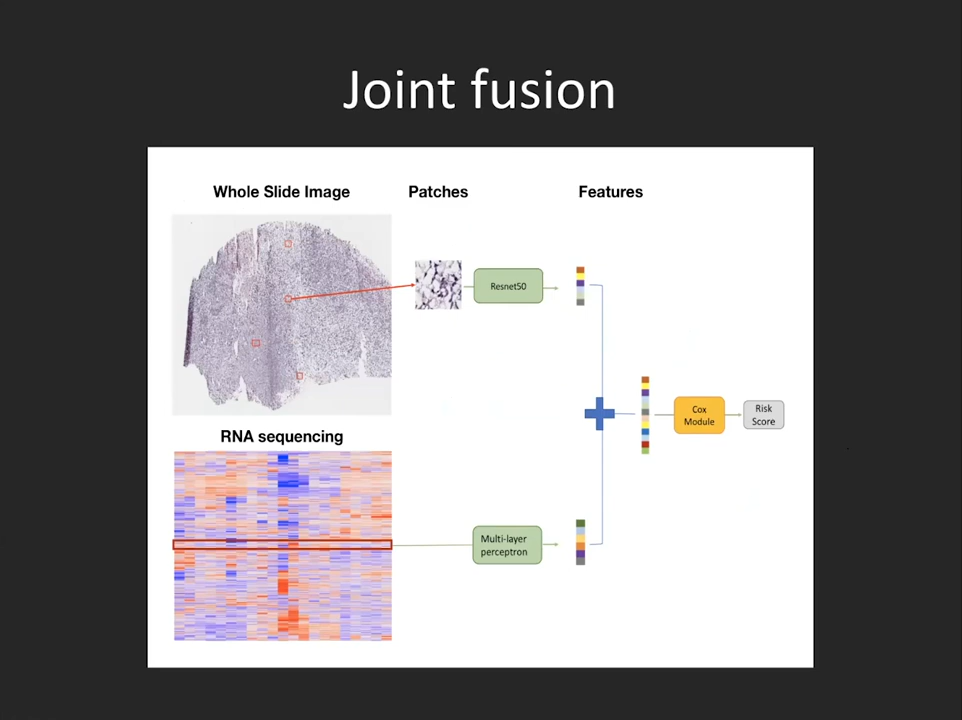 Joint fusion
Whole Slide Image
Patches
Features
Resnet50
Cox
Module
Risk
Score
RNA sequencing
Multi-layer
perceptron